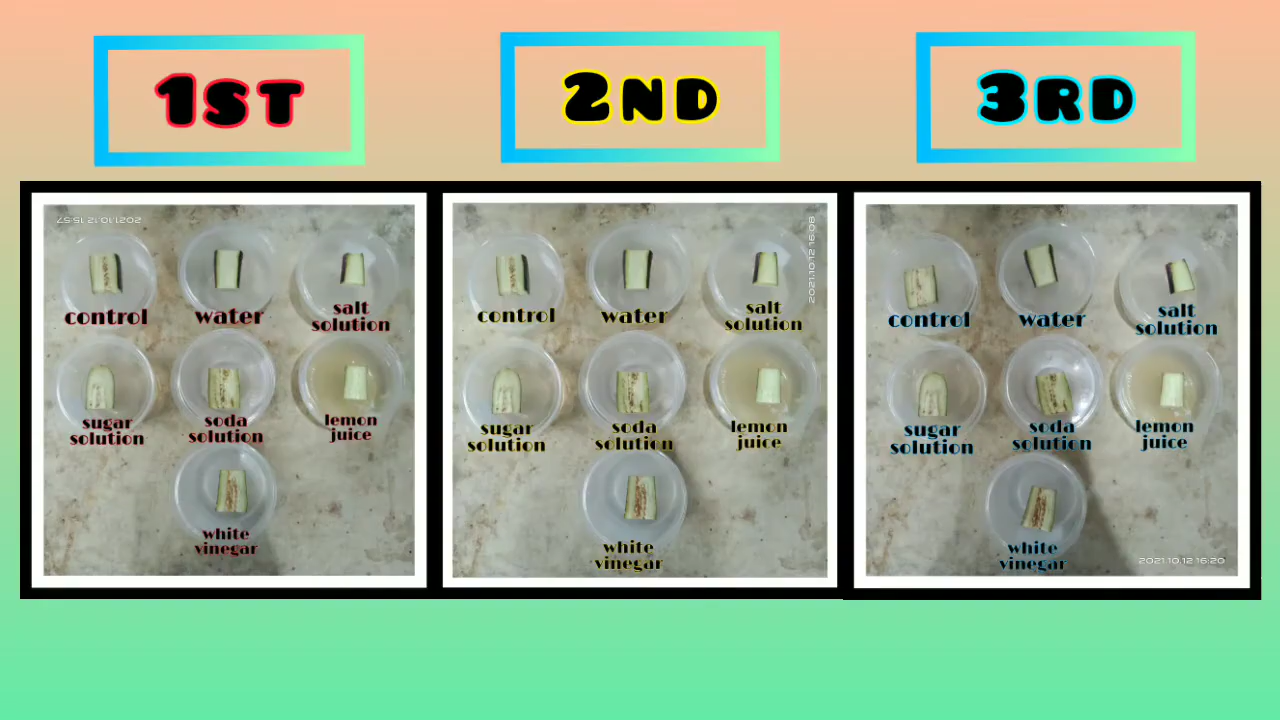 1ST
2ND
3RD
2021.10.12 15:57
control
water
salt
solution
sugar
solution
soda
solution
lemon
juice
white
vinegar
2021.10.12 16:08
control
water
salt
solution
sugar
solution
soda
solution
lemon
juice
white
vinegar
control
water
salt
solution
sugar
solution
soda
solution
lemon
juice
white
vinegar
2021.10.12 16:20